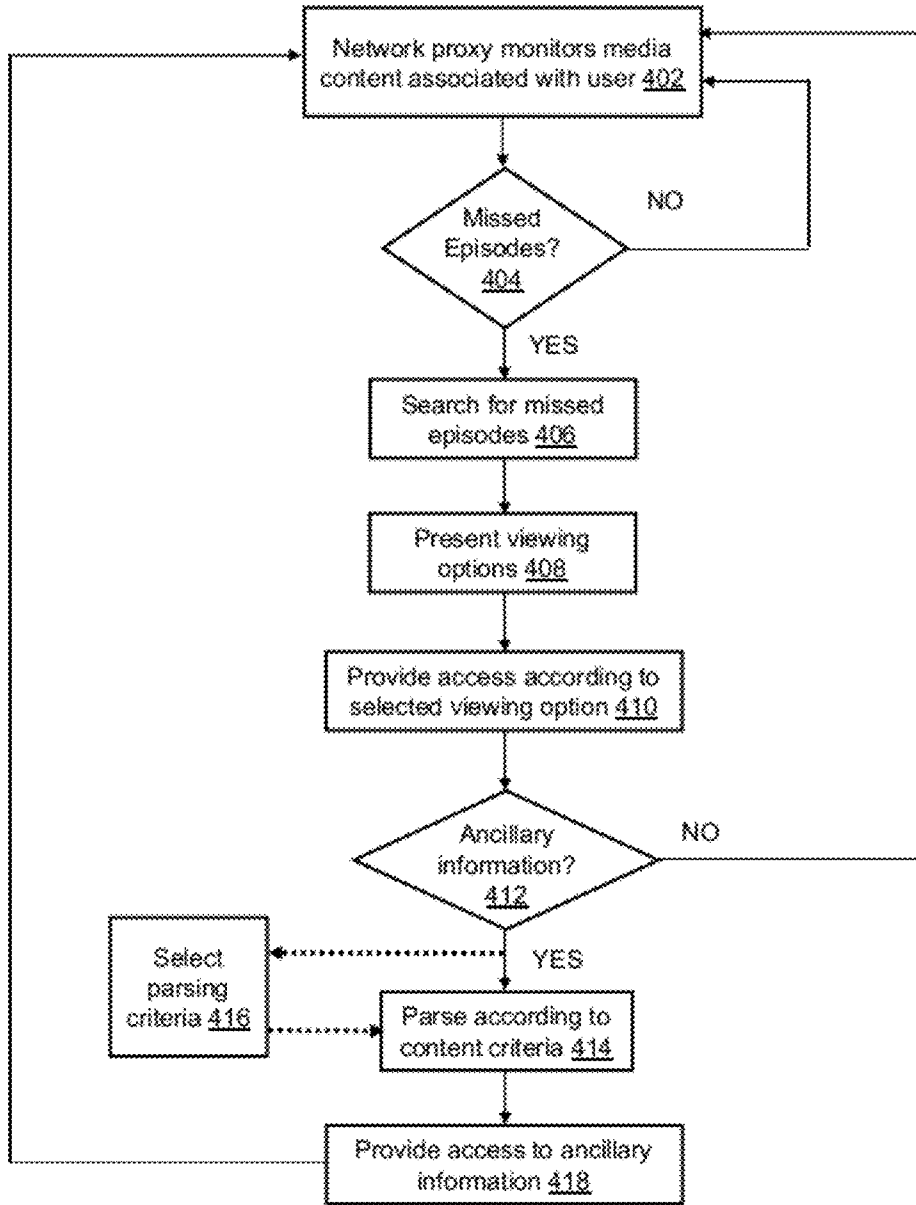 Network proxy monitors media
content associated with user 402
Missed
Episodes?
404
NO
YES
Search for missed
episodes 406
Present viewing
options 408
Provide access according to
selected viewing option 410
Ancillary
information?
412
NO
YES
Select
parsing
criteria 416
Parse according to
content criteria 414
Provide access to ancillary
information 418